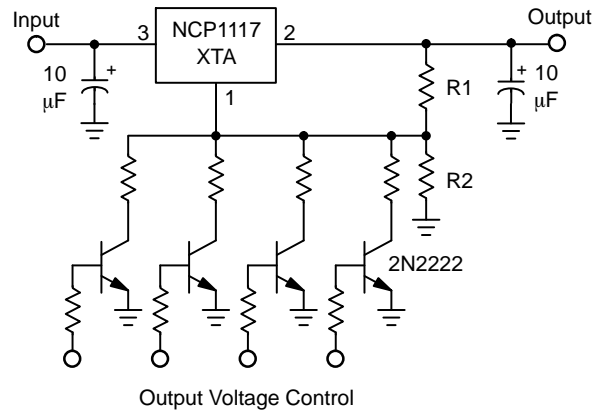 Input
Output
3
NCP1117
XTA
2
10
μF
+
1
R1
+ 10
μF
R2
2N2222
Output Voltage Control